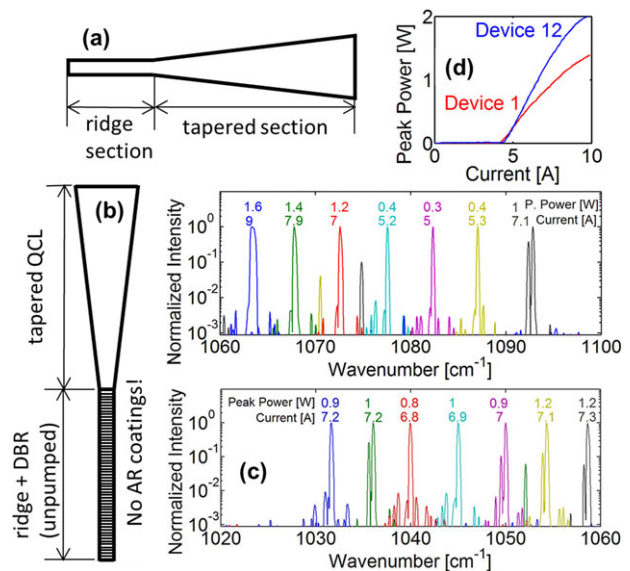 (a)
ridge section
tapered section
2
1
0
Peak Power [W]
Device 12
(d)
Device 1
0 5 10
Current [A]
(b)
tapered QCL
ridge + DBR (unpumped)
No AR coatings!
1.6 1.4 1.2 0.4 0.3 0.4 1 P. Power [W]
9 7.9 7 5.2 5 5.3 7.1 Current [A]
Normalized Intensity
10^0
10^-1
10^-2
10^-3
1060 1070 1080 1090 1100
Wavenumber [cm^-1]
Peak Power [W] 0.9 1 0.8 1 0.9 1.2 1.2
Current [A] 7.2 7.2 6.8 6.9 7 7.1 7.3
Normalized Intensity
10^0
10^-1
10^-2
10^-3
(c)
1020 1030 1040 1050 1060
Wavenumber [cm^-1]